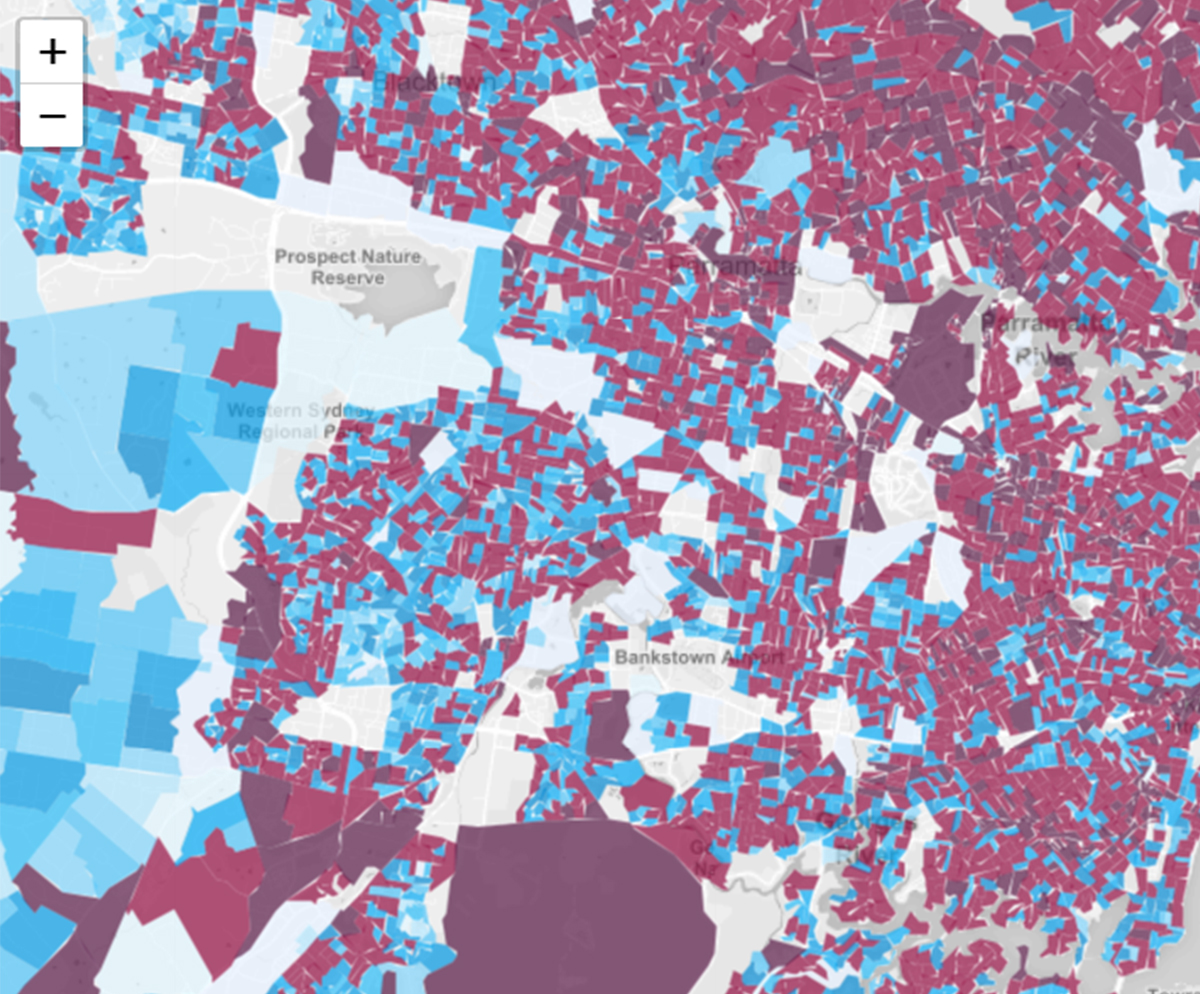 +
−
Blacktown
Prospect Nature
Reserve
Parramatta
Parramatta
River
Western Sydney
Regional Park
Bankstown Airport
Georges
River